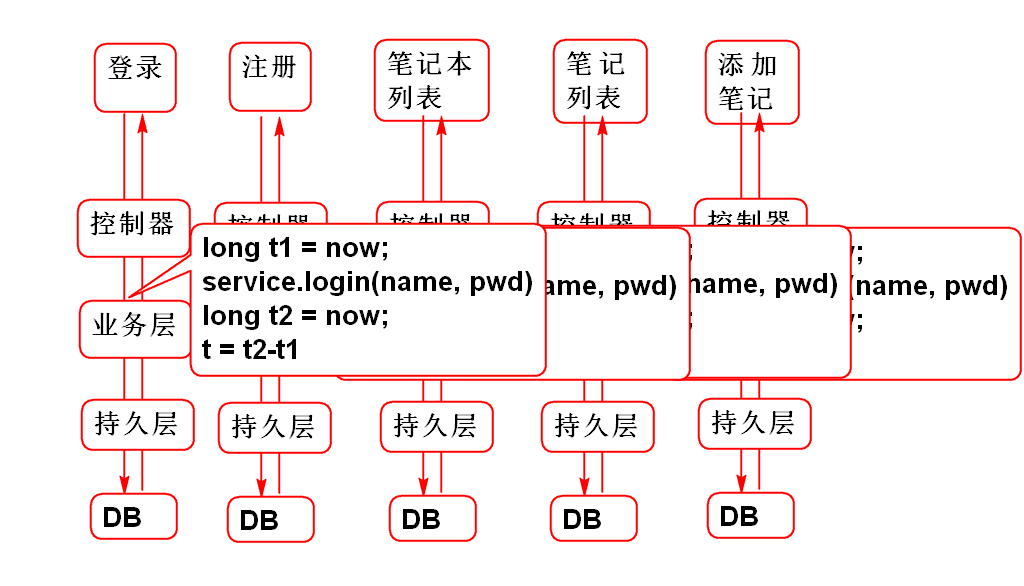 登录
注册
笔记本
列表
笔记
列表
添加
笔记
控制器
控制器
控制器
控制器
控制器
long t1 = now;
service.login(name, pwd)
long t2 = now;
t = t2-t1
name, pwd)
(name, pwd)
业务层
持久层
持久层
持久层
持久层
持久层
DB
DB
DB
DB
DB